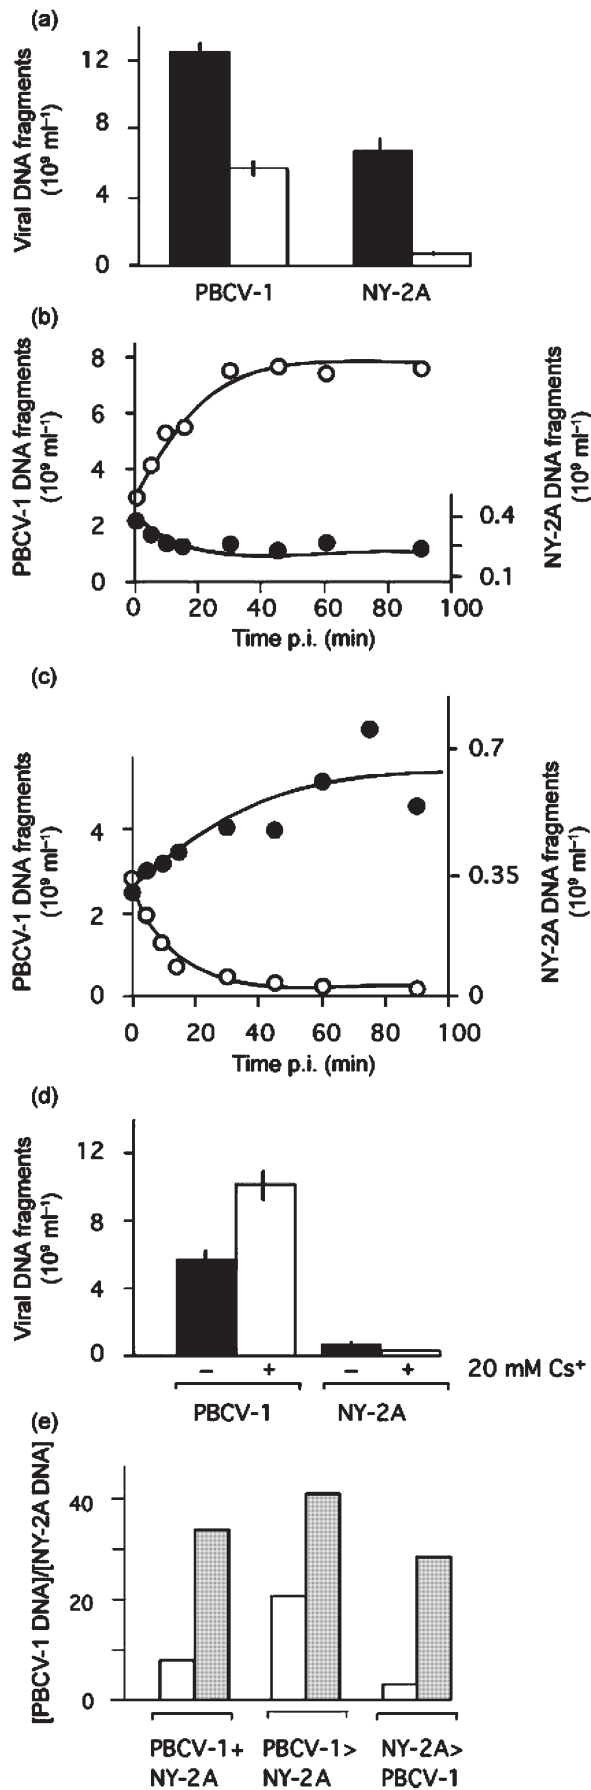 (a)
Viral DNA fragments
(10⁹ ml⁻¹)
12
8
4
0
PBCV-1
NY-2A
(b)
PBCV-1 DNA fragments
(10⁹ ml⁻¹)
8
6
4
2
0
0.4
0.1
NY-2A DNA fragments
(10⁹ ml⁻¹)
0 20 40 60 80 100
Time p.i. (min)
(c)
PBCV-1 DNA fragments
(10⁹ ml⁻¹)
4
2
0
0.7
0.35
0
NY-2A DNA fragments
(10⁹ ml⁻¹)
0 20 40 60 80 100
Time p.i. (min)
(d)
Viral DNA fragments
(10⁹ ml⁻¹)
12
8
4
0
− + − + 20 mM Cs⁺
PBCV-1 NY-2A
(e)
[PBCV-1 DNA]/[NY-2A DNA]
40
20
0
PBCV-1+ PBCV-1> NY-2A>
NY-2A NY-2A PBCV-1